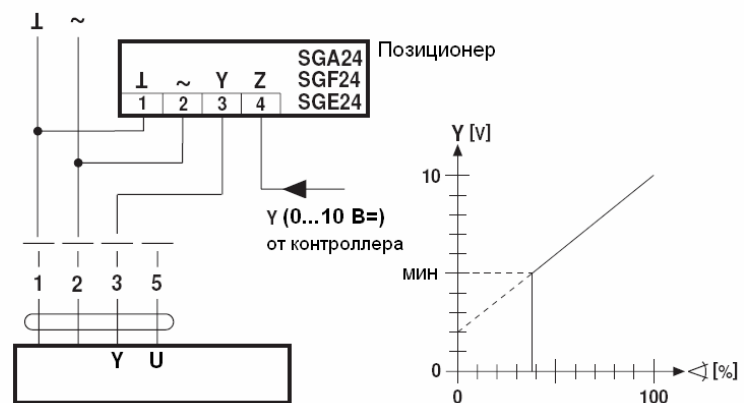 ⊥ ~
Позиционер
SGA24
SGF24
SGE24
⊥ ~ Y Z
1 2 3 4
Y (0...10 В=)
от контроллера
1 2 3 5
Y U
Y [V]
10
мин
0
0 100
[%]